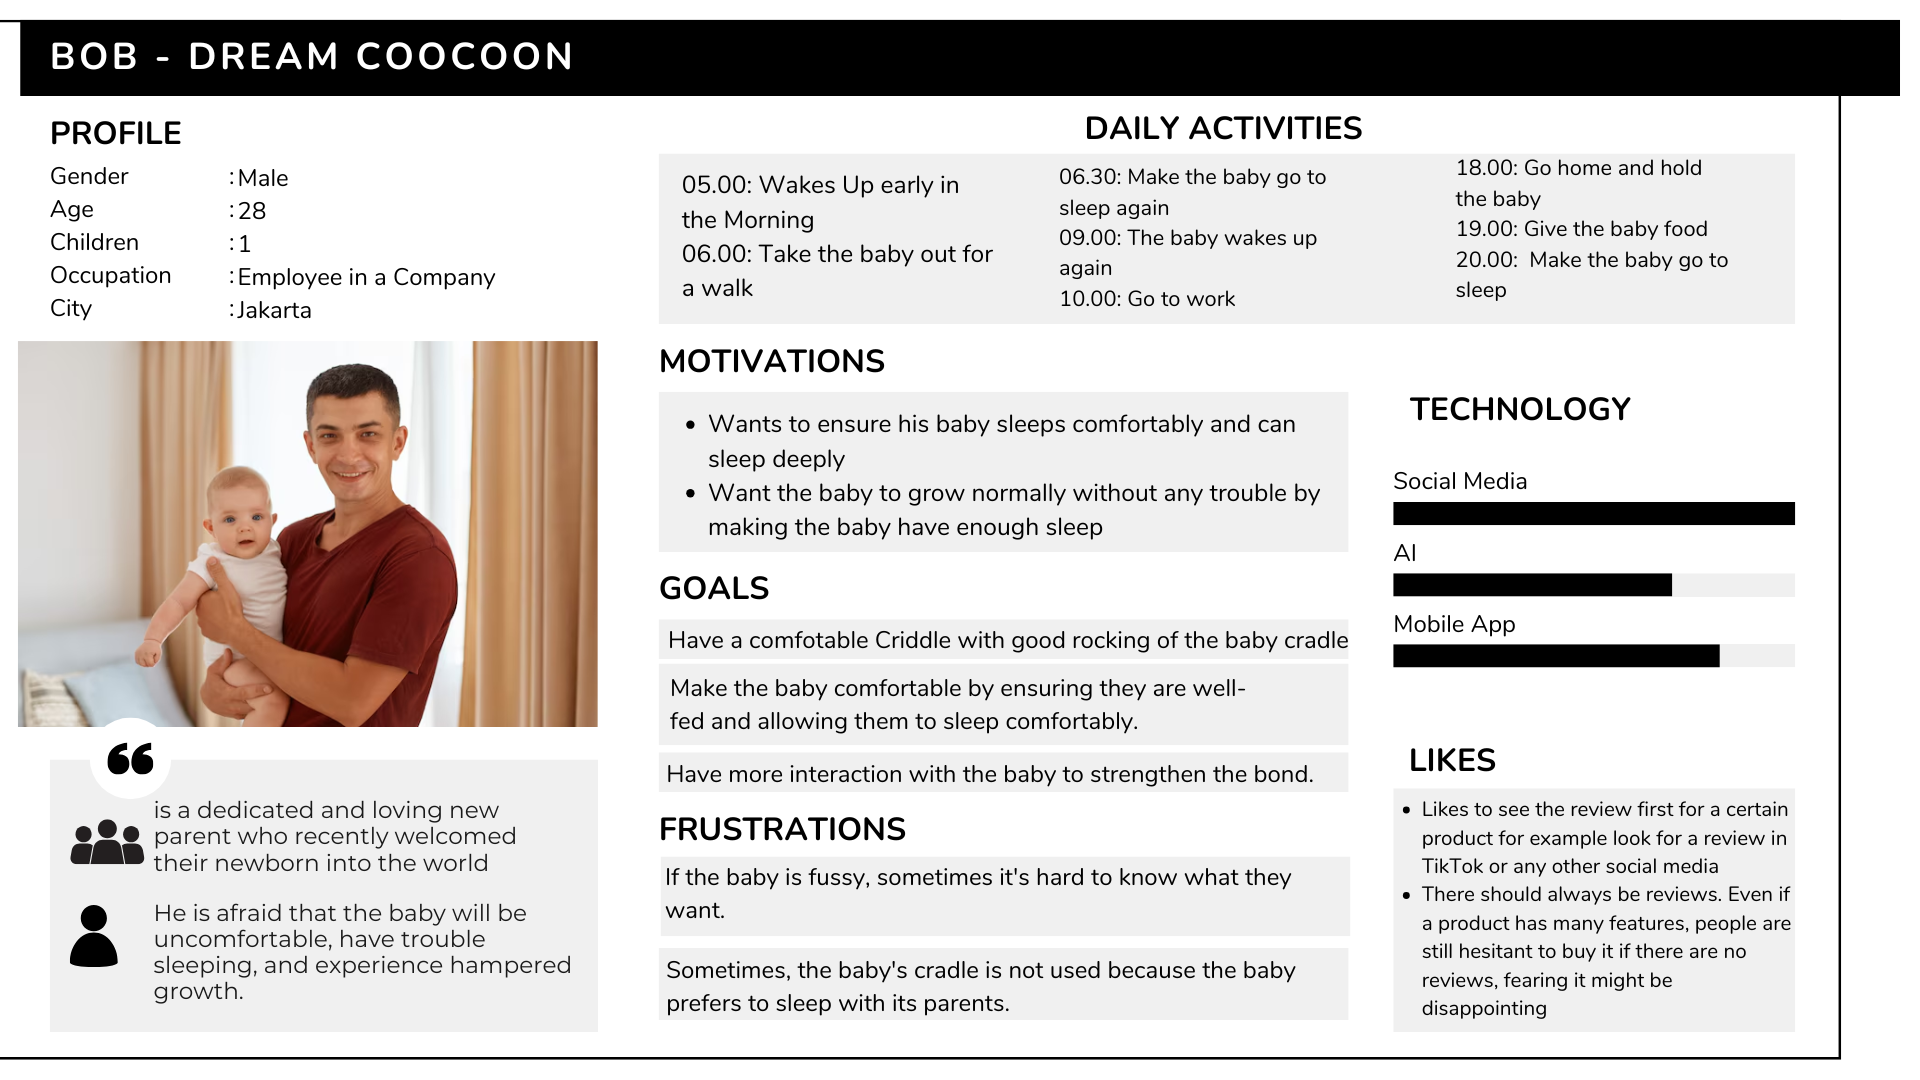 BOB - DREAM COOCOON
PROFILE
Gender : Male
Age : 28
Children : 1
Occupation : Employee in a Company
City : Jakarta
is a dedicated and loving new
parent who recently welcomed
their newborn into the world
He is afraid that the baby will be
uncomfortable, have trouble
sleeping, and experience hampered
growth.
DAILY ACTIVITIES
05.00: Wakes Up early in
the Morning
06.00: Take the baby out for
a walk
06.30: Make the baby go to
sleep again
09.00: The baby wakes up
again
10.00: Go to work
18.00: Go home and hold
the baby
19.00: Give the baby food
20.00:  Make the baby go to
sleep
MOTIVATIONS
• Wants to ensure his baby sleeps comfortably and can
sleep deeply
• Want the baby to grow normally without any trouble by
making the baby have enough sleep
GOALS
Have a comfotable Criddle with good rocking of the baby cradle
Make the baby comfortable by ensuring they are well-
fed and allowing them to sleep comfortably.
Have more interaction with the baby to strengthen the bond.
FRUSTRATIONS
If the baby is fussy, sometimes it's hard to know what they
want.
Sometimes, the baby's cradle is not used because the baby
prefers to sleep with its parents.
TECHNOLOGY
Social Media
AI
Mobile App
LIKES
• Likes to see the review first for a certain
product for example look for a review in
TikTok or any other social media
• There should always be reviews. Even if
a product has many features, people are
still hesitant to buy it if there are no
reviews, fearing it might be
disappointing